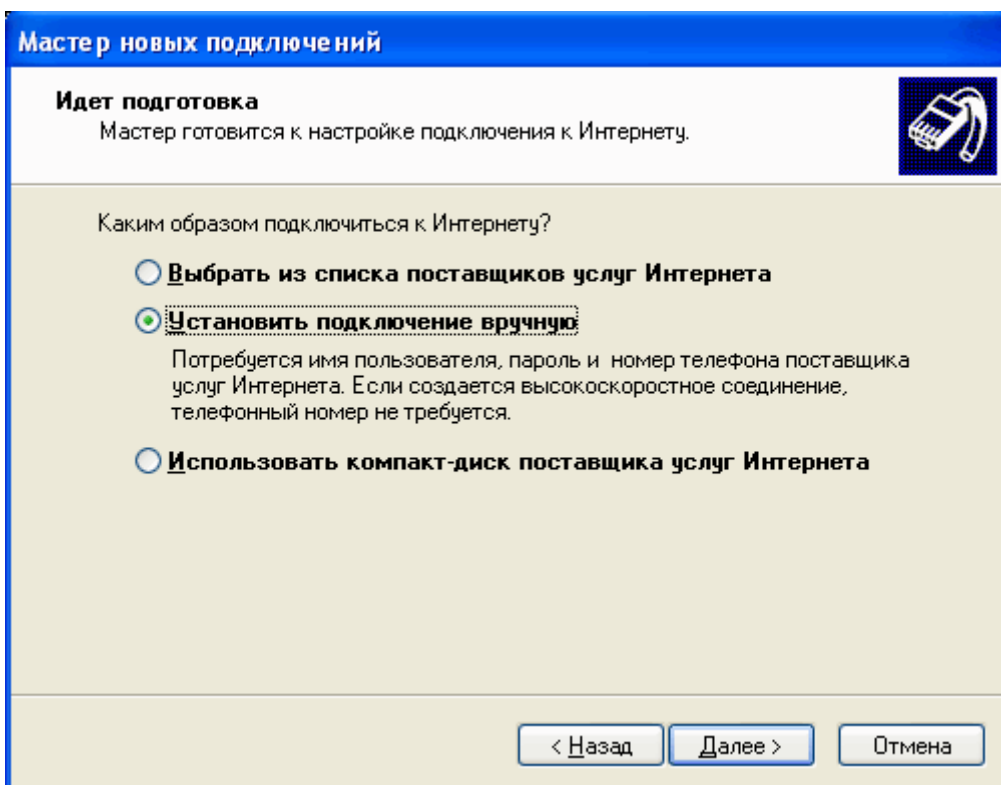 Мастер новых подключений
Идет подготовка
Мастер готовится к настройке подключения к Интернету.
Каким образом подключиться к Интернету?
Выбрать из списка поставщиков услуг Интернета
Установить подключение вручную
Потребуется имя пользователя, пароль и номер телефона поставщика
услуг Интернета. Если создается высокоскоростное соединение,
телефонный номер не требуется.
Использовать компакт-диск поставщика услуг Интернета
< Назад Далее > Отмена